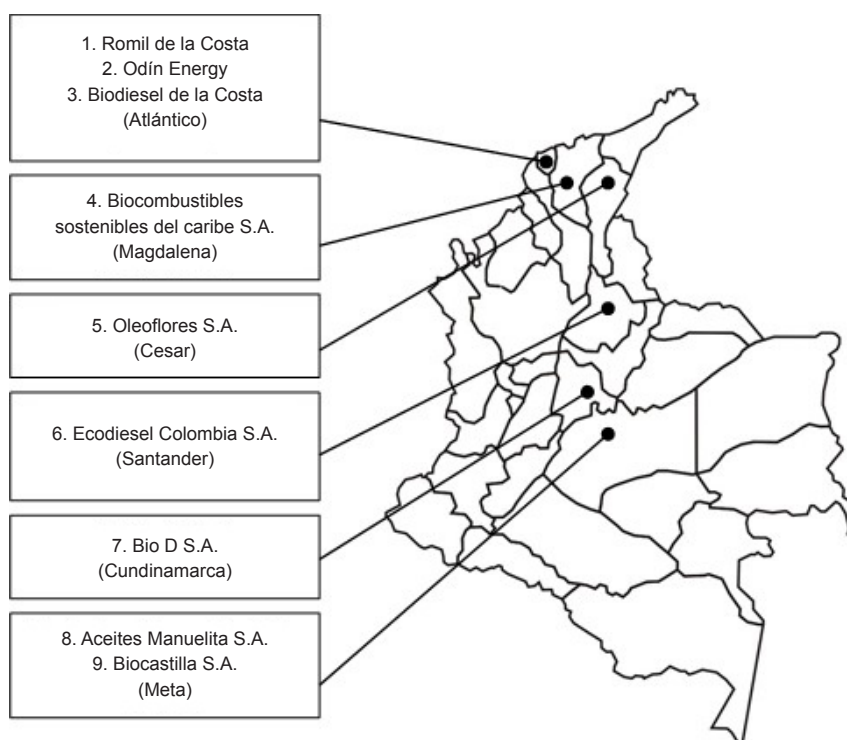 1. Romil de la Costa
2. Odín Energy
3. Biodiesel de la Costa
(Atlántico)
4. Biocombustibles
sostenibles del caribe S.A.
(Magdalena)
5. Oleoflores S.A.
(Cesar)
6. Ecodiesel Colombia S.A.
(Santander)
7. Bio D S.A.
(Cundinamarca)
8. Aceites Manuelita S.A.
9. Biocastilla S.A.
(Meta)